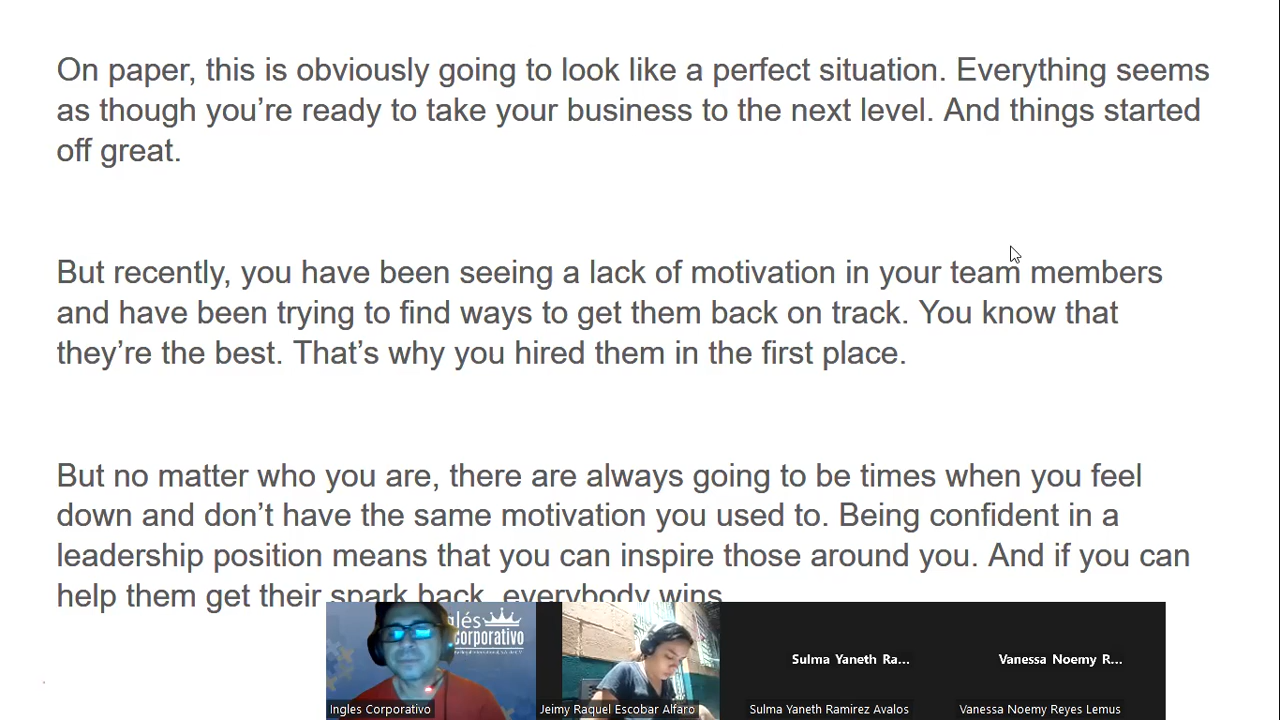 On paper, this is obviously going to look like a perfect situation. Everything seems
as though you’re ready to take your business to the next level. And things started
off great.
But recently, you have been seeing a lack of motivation in your team members
and have been trying to find ways to get them back on track. You know that
they’re the best. That’s why you hired them in the first place.
But no matter who you are, there are always going to be times when you feel
down and don’t have the same motivation you used to. Being confident in a
leadership position means that you can inspire those around you. And if you can
help them get their spark back, everybody wins
glés
corporativo
Sulma Yaneth Ra...
Vanessa Noemy R...
Ingles Corporativo
Jeimy Raquel Escobar Alfaro
Sulma Yaneth Ramirez Avalos
Vanessa Noemy Reyes Lemus